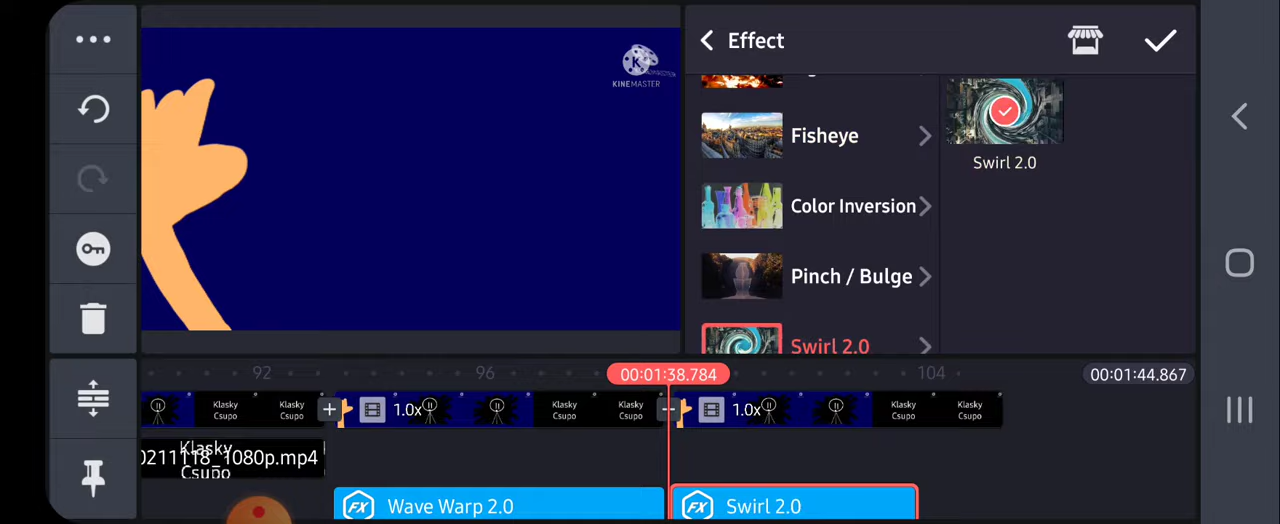 KINEMASTER
Effect
Fisheye
Color Inversion
Pinch / Bulge
Swirl 2.0
Swirl 2.0
92
96
00:01:38.784
104
00:01:44.867
Klasky
Csupo
Klasky
Csupo
1.0x
Klasky
Csupo
Klasky
Csupo
1.0x
Klasky
Csupo
Klasky
Csupo
0211118_1080p.mp4
Klasky
Csupo
FX
Wave Warp 2.0
FX
Swirl 2.0